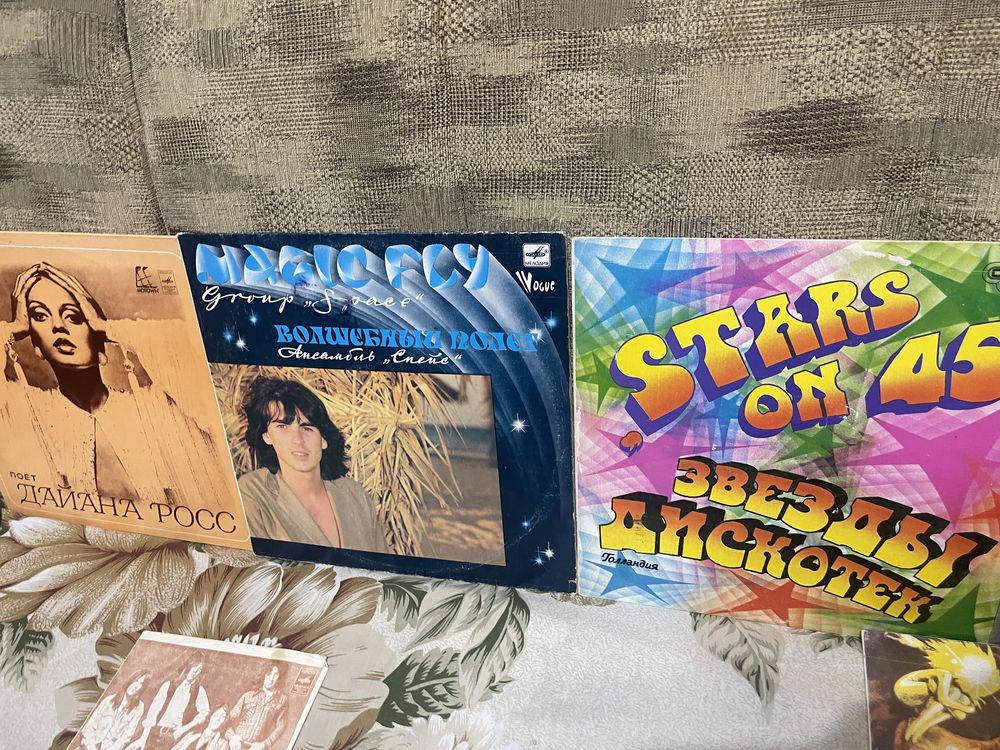 MOTOWN
ПОЕТ
ДАЙАНА РОСС
MAGIC FLY
Group „Space“
ВОЛШЕБНЫЙ ПОЛЕТ
Ансамбль „Спейс“
МЕЛОДИЯ
Vogue
„STARS
ON 45
ЗВЕЗДЫ
ДИСКОТЕК
Голландия